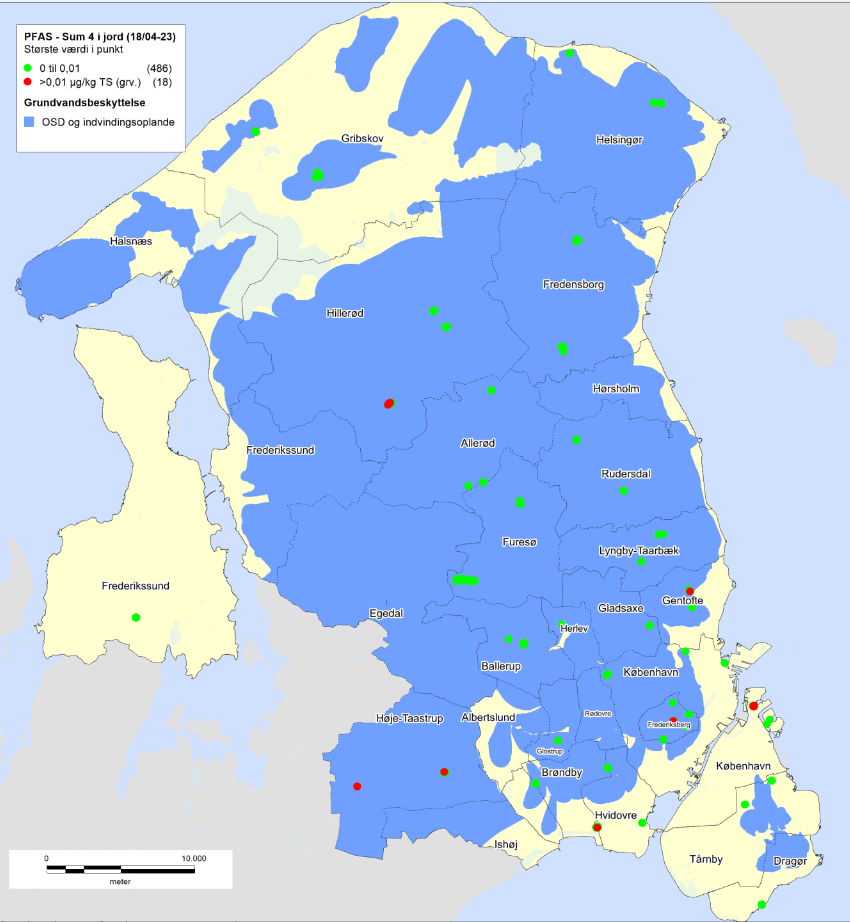 PFAS - Sum 4 i jord (18/04-23)
Største værdi i punkt
0 til 0,01 (486)
>0,01 µg/kg TS (grv.) (18)
Grundvandsbeskyttelse
OSD og indvindingsoplande
Gribskov
Helsingør
Halsnæs
Fredensborg
Hillerød
Hørsholm
Allerød
Frederikssund
Rudersdal
Furesø
Lyngby-Taarbæk
Frederikssund
Gentofte
Gladsaxe
Egedal
Herlev
Ballerup
København
Rødovre
Høje-Taastrup
Albertslund
Frederiksberg
Glostrup
København
Brøndby
Hvidovre
Ishøj
Tårnby
Dragør
0 10.000
meter